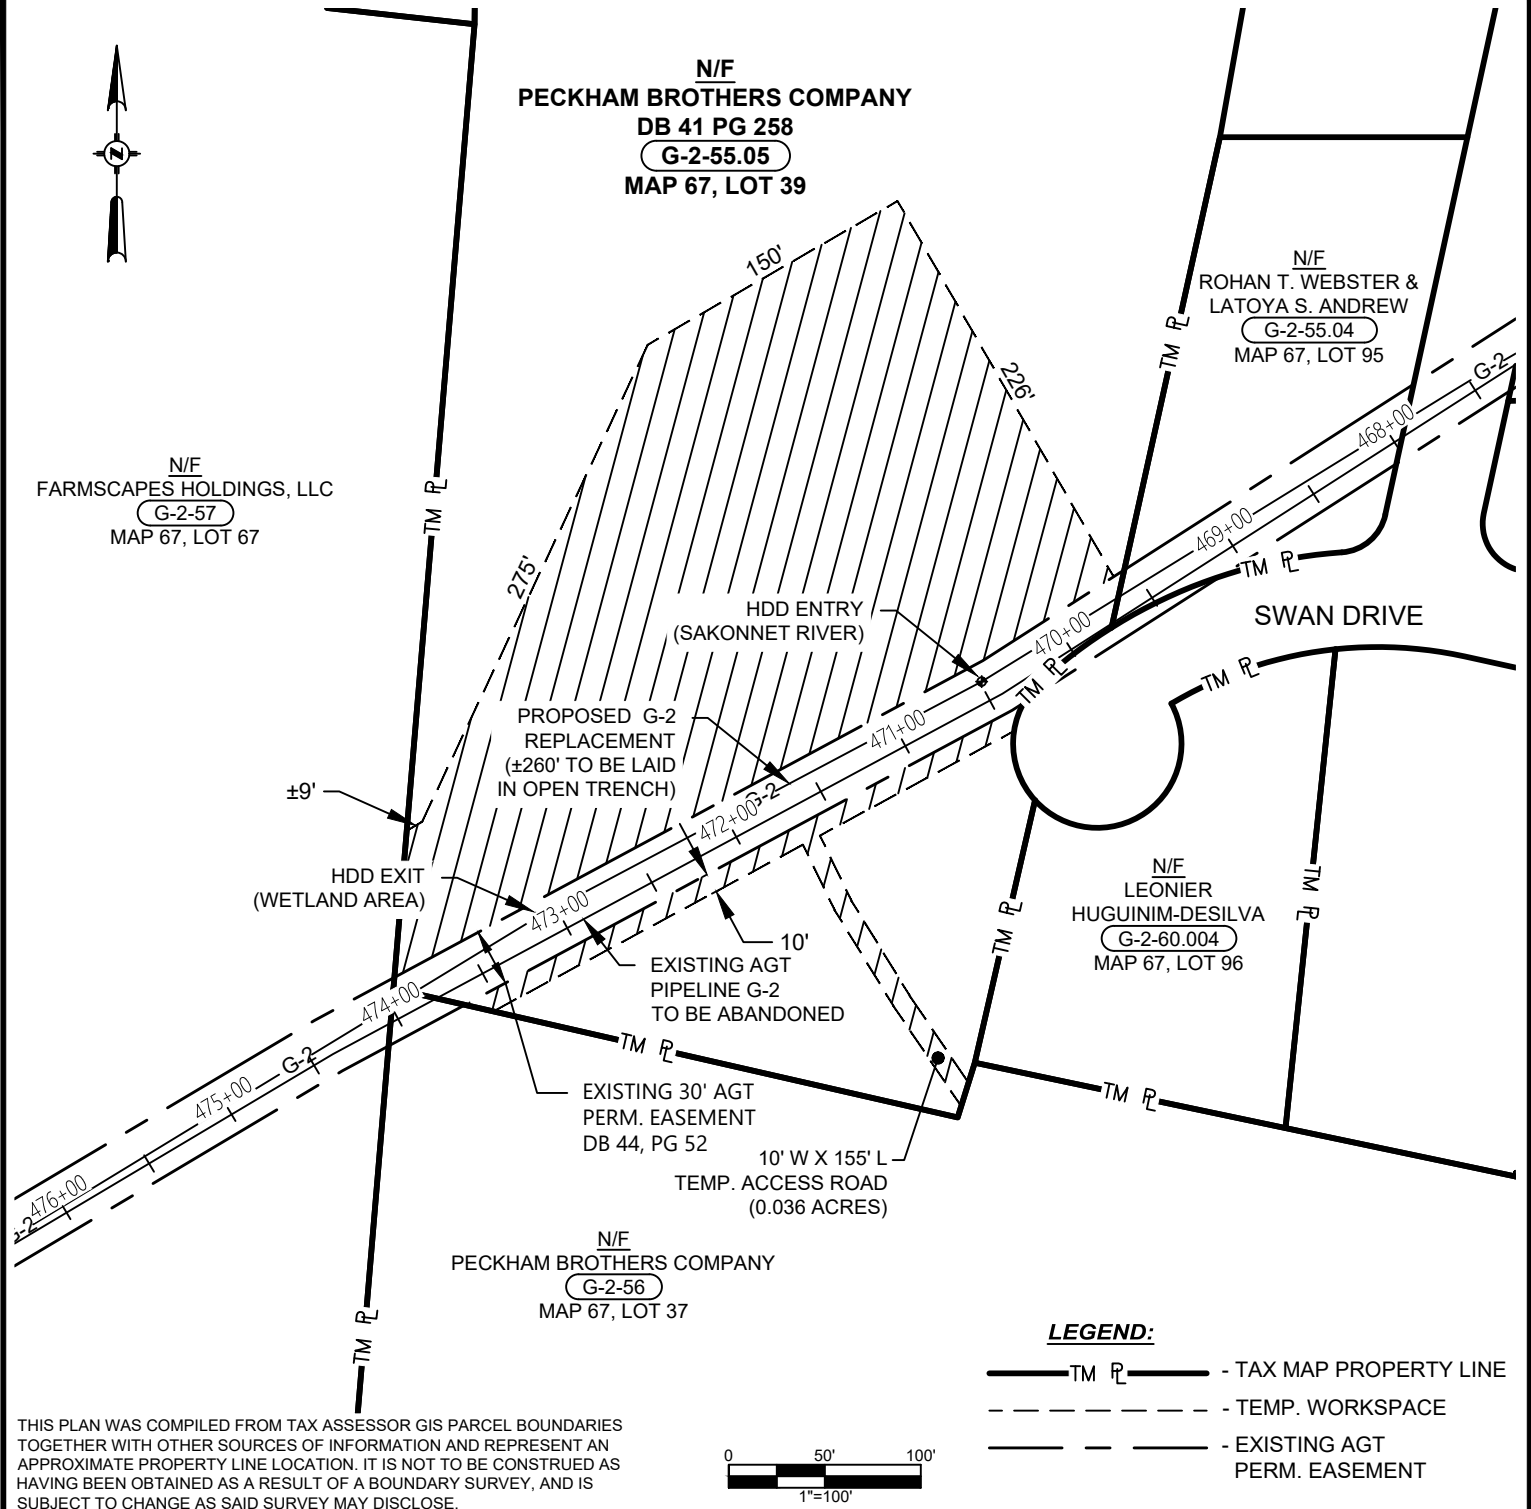 N/F
PECKHAM BROTHERS COMPANY
DB 41 PG 258
G-2-55.05
MAP 67, LOT 39
N
150'
226'
275'
N/F
ROHAN T. WEBSTER &
LATOYA S. ANDREW
G-2-55.04
MAP 67, LOT 95
TM PL
G-2
468+00
N/F
FARMSCAPES HOLDINGS, LLC
G-2-57
MAP 67, LOT 67
TM PL
469+00
TM PL
SWAN DRIVE
HDD ENTRY
(SAKONNET RIVER)
470+00
TM PL
TM PL
PROPOSED G-2
REPLACEMENT
(±260' TO BE LAID
IN OPEN TRENCH)
471+00
±9'
G-2
472+00
HDD EXIT
(WETLAND AREA)
473+00
10'
EXISTING AGT
PIPELINE G-2
TO BE ABANDONED
N/F
LEONIER
HUGUINIM-DESILVA
G-2-60.004
MAP 67, LOT 96
TM PL
TM PL
474+00
TM PL
G-2
475+00
EXISTING 30' AGT
PERM. EASEMENT
DB 44, PG 52
TM PL
10' W X 155' L
TEMP. ACCESS ROAD
(0.036 ACRES)
476+00
G-2
N/F
PECKHAM BROTHERS COMPANY
G-2-56
MAP 67, LOT 37
TM PL
LEGEND:
TM PL - TAX MAP PROPERTY LINE
- TEMP. WORKSPACE
- EXISTING AGT
PERM. EASEMENT
THIS PLAN WAS COMPILED FROM TAX ASSESSOR GIS PARCEL BOUNDARIES
TOGETHER WITH OTHER SOURCES OF INFORMATION AND REPRESENT AN
APPROXIMATE PROPERTY LINE LOCATION. IT IS NOT TO BE CONSTRUED AS
HAVING BEEN OBTAINED AS A RESULT OF A BOUNDARY SURVEY, AND IS
SUBJECT TO CHANGE AS SAID SURVEY MAY DISCLOSE.
0 50' 100'
1"=100'